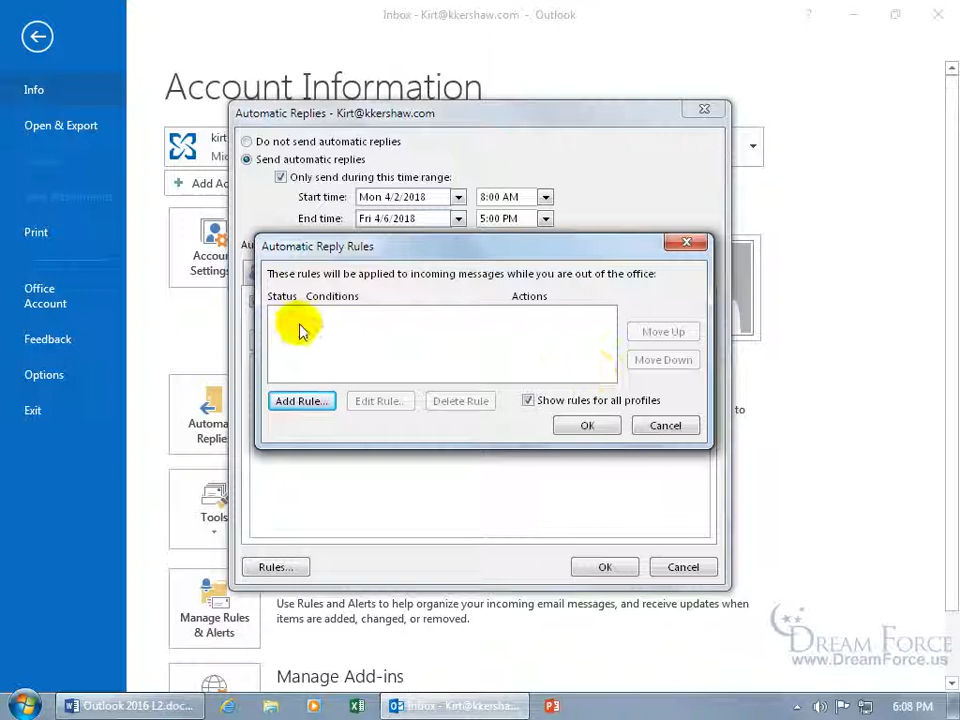 Inbox - Kirt@kkershaw.com - Outlook
?
Info
Open & Export
Print
Office
Account
Feedback
Options
Exit
Account Information
kirt
Mic
+ Add Ac
Account
Settings
Automa
Replie
Tools
Manage Rules
& Alerts
to
Use Rules and Alerts to help organize your incoming email messages, and receive updates when
items are added, changed, or removed.
Manage Add-ins
Automatic Replies - Kirt@kkershaw.com
Do not send automatic replies
Send automatic replies
Only send during this time range:
Start time: Mon 4/2/2018 8:00 AM
End time: Fri 4/6/2018 5:00 PM
Au
Automatic Reply Rules
These rules will be applied to incoming messages while you are out of the office:
Status Conditions Actions
Move Up
Move Down
Add Rule... Edit Rule... Delete Rule Show rules for all profiles
OK Cancel
Rules... OK Cancel
DREAM FORCE
www.DreamForce.us
Outlook 2016 L2.doc... Inbox - Kirt@kkersha... 6:08 PM